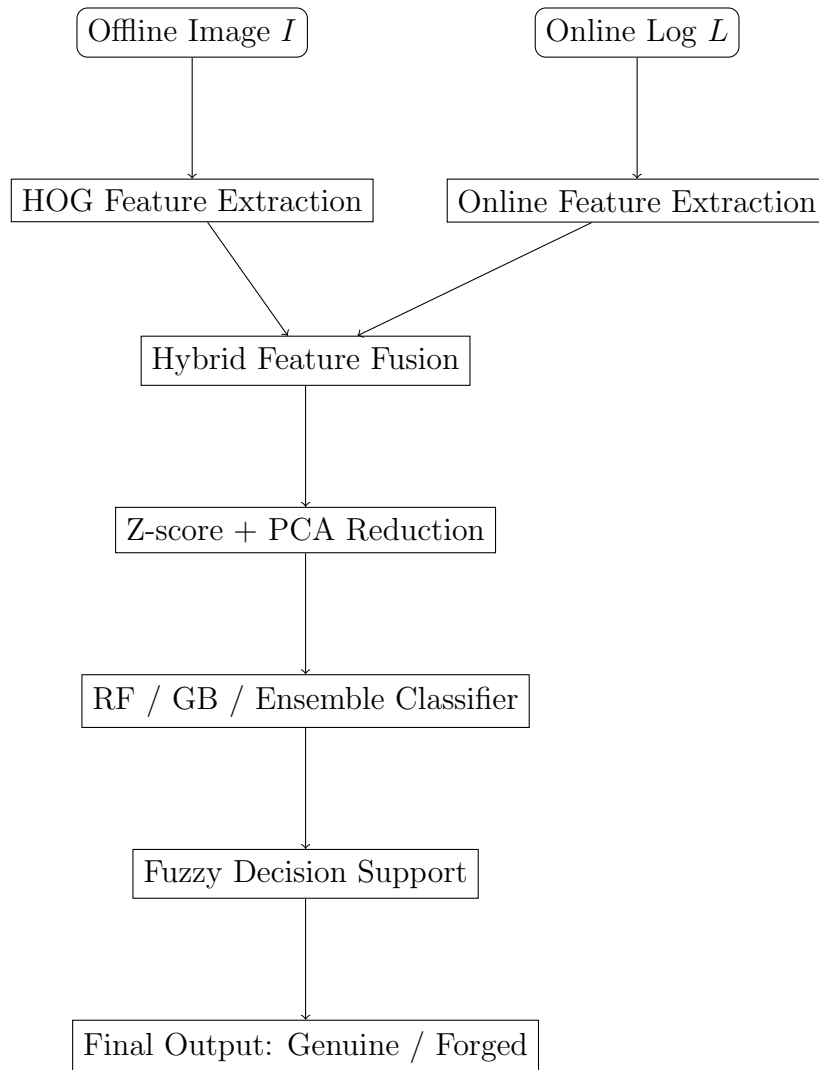 Offline Image I
Online Log L
HOG Feature Extraction
Online Feature Extraction
Hybrid Feature Fusion
Z-score + PCA Reduction
RF / GB / Ensemble Classifier
Fuzzy Decision Support
Final Output: Genuine / Forged